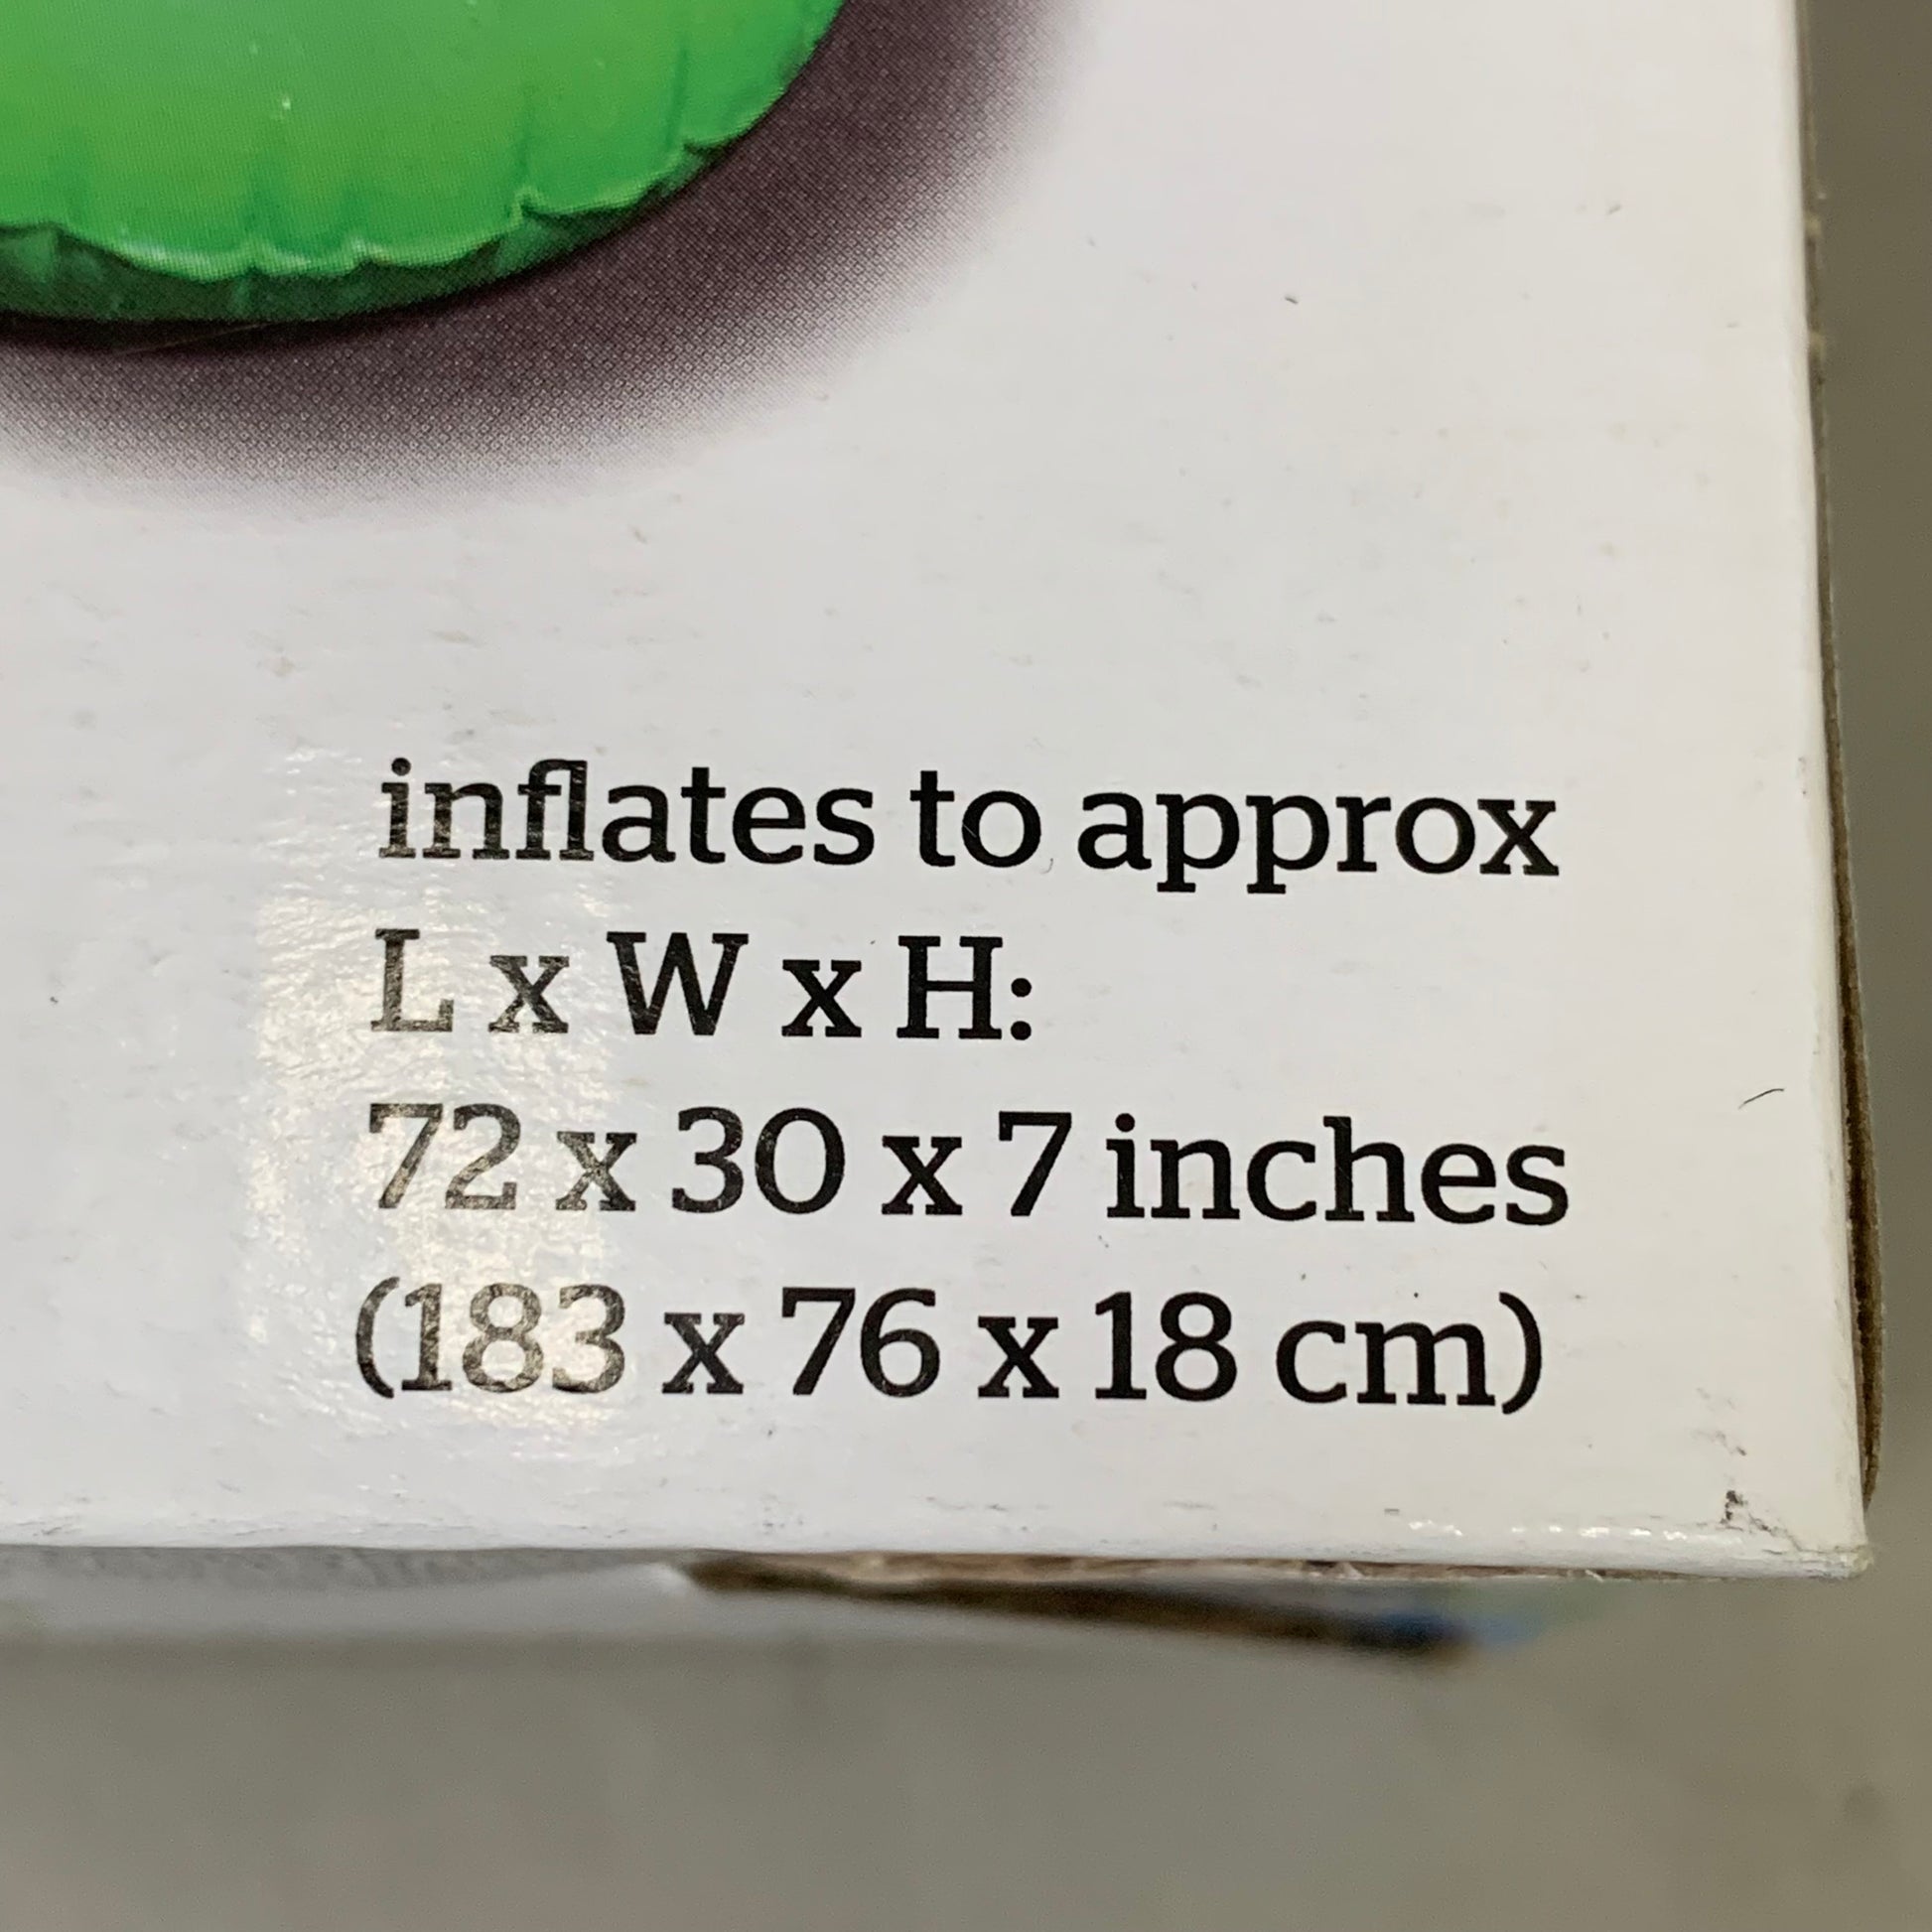 inflates to approx
L x W x H:
72 x 30 x 7 inches
(183 x 76 x 18 cm)